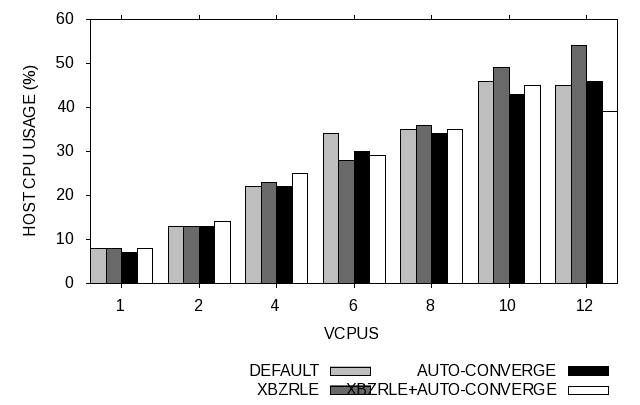 60
50
40
30
20
10
0
HOST CPU USAGE (%)
1 2 4 6 8 10 12
VCPUS
DEFAULT AUTO-CONVERGE
XBZRLE XBZRLE+AUTO-CONVERGE